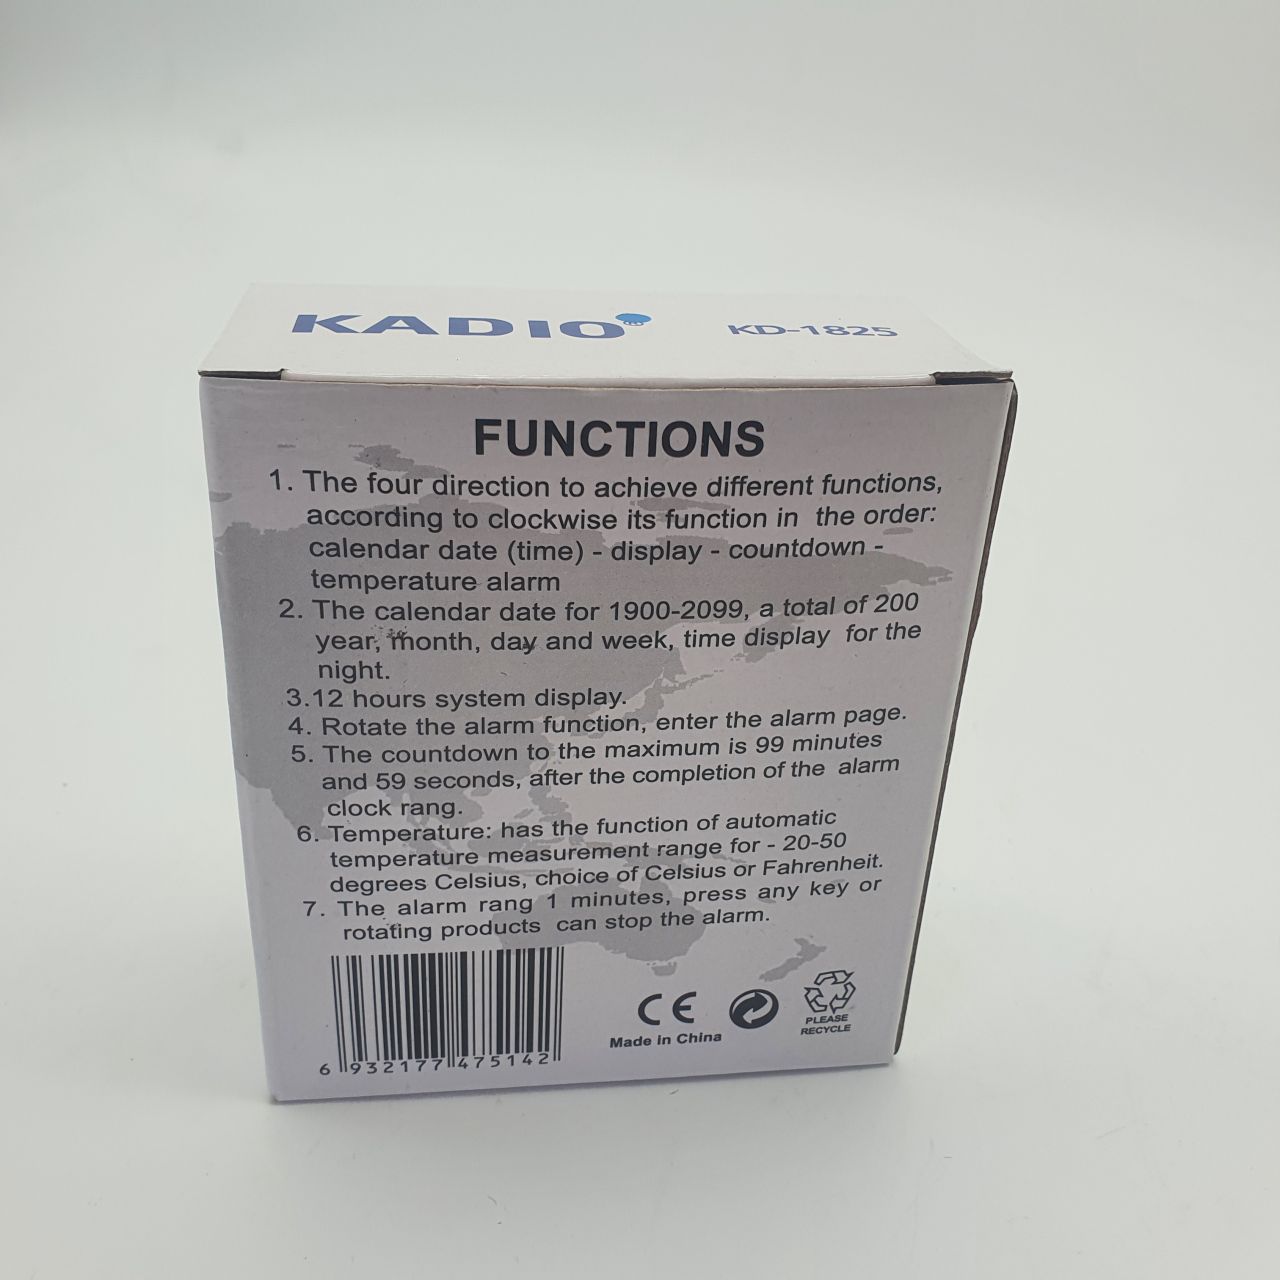 KADIO KD-1825
FUNCTIONS
1. The four direction to achieve different functions,
according to clockwise its function in the order:
calendar date (time) - display - countdown -
temperature alarm
2. The calendar date for 1900-2099, a total of 200
year, month, day and week, time display for the
night.
3.12 hours system display.
4. Rotate the alarm function, enter the alarm page.
5. The countdown to the maximum is 99 minutes
and 59 seconds, after the completion of the alarm
clock rang.
6. Temperature: has the function of automatic
temperature measurement range for - 20-50
degrees Celsius, choice of Celsius or Fahrenheit.
7. The alarm rang 1 minutes, press any key or
rotating products can stop the alarm.
6 932177 475142
CE
Made in China
PLEASE
RECYCLE